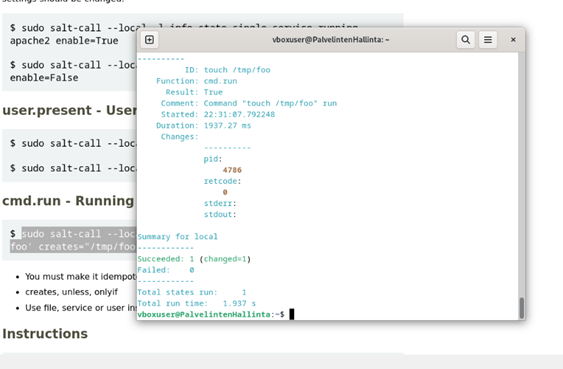 settings should be changed.
$ sudo salt-call --local -l info state.single service.running
apache2 enable=True
$ sudo salt-call --loc
enable=False
user.present - User
$ sudo salt-call --loca
$ sudo salt-call --loca
cmd.run - Running
$ sudo salt-call --loc
foo' creates="/tmp/foo
You must make it idempot
creates, unless, onlyif
Use file, service or user in
Instructions
vboxuser@PalvelintenHallinta: ~
----------
ID: touch /tmp/foo
Function: cmd.run
Result: True
Comment: Command "touch /tmp/foo" run
Started: 22:31:07.792248
Duration: 1937.27 ms
Changes:
----------
pid:
4786
retcode:
0
stderr:
stdout:
Summary for local
------------
Succeeded: 1 (changed=1)
Failed: 0
------------
Total states run: 1
Total run time: 1.937 s
vboxuser@PalvelintenHallinta:~$